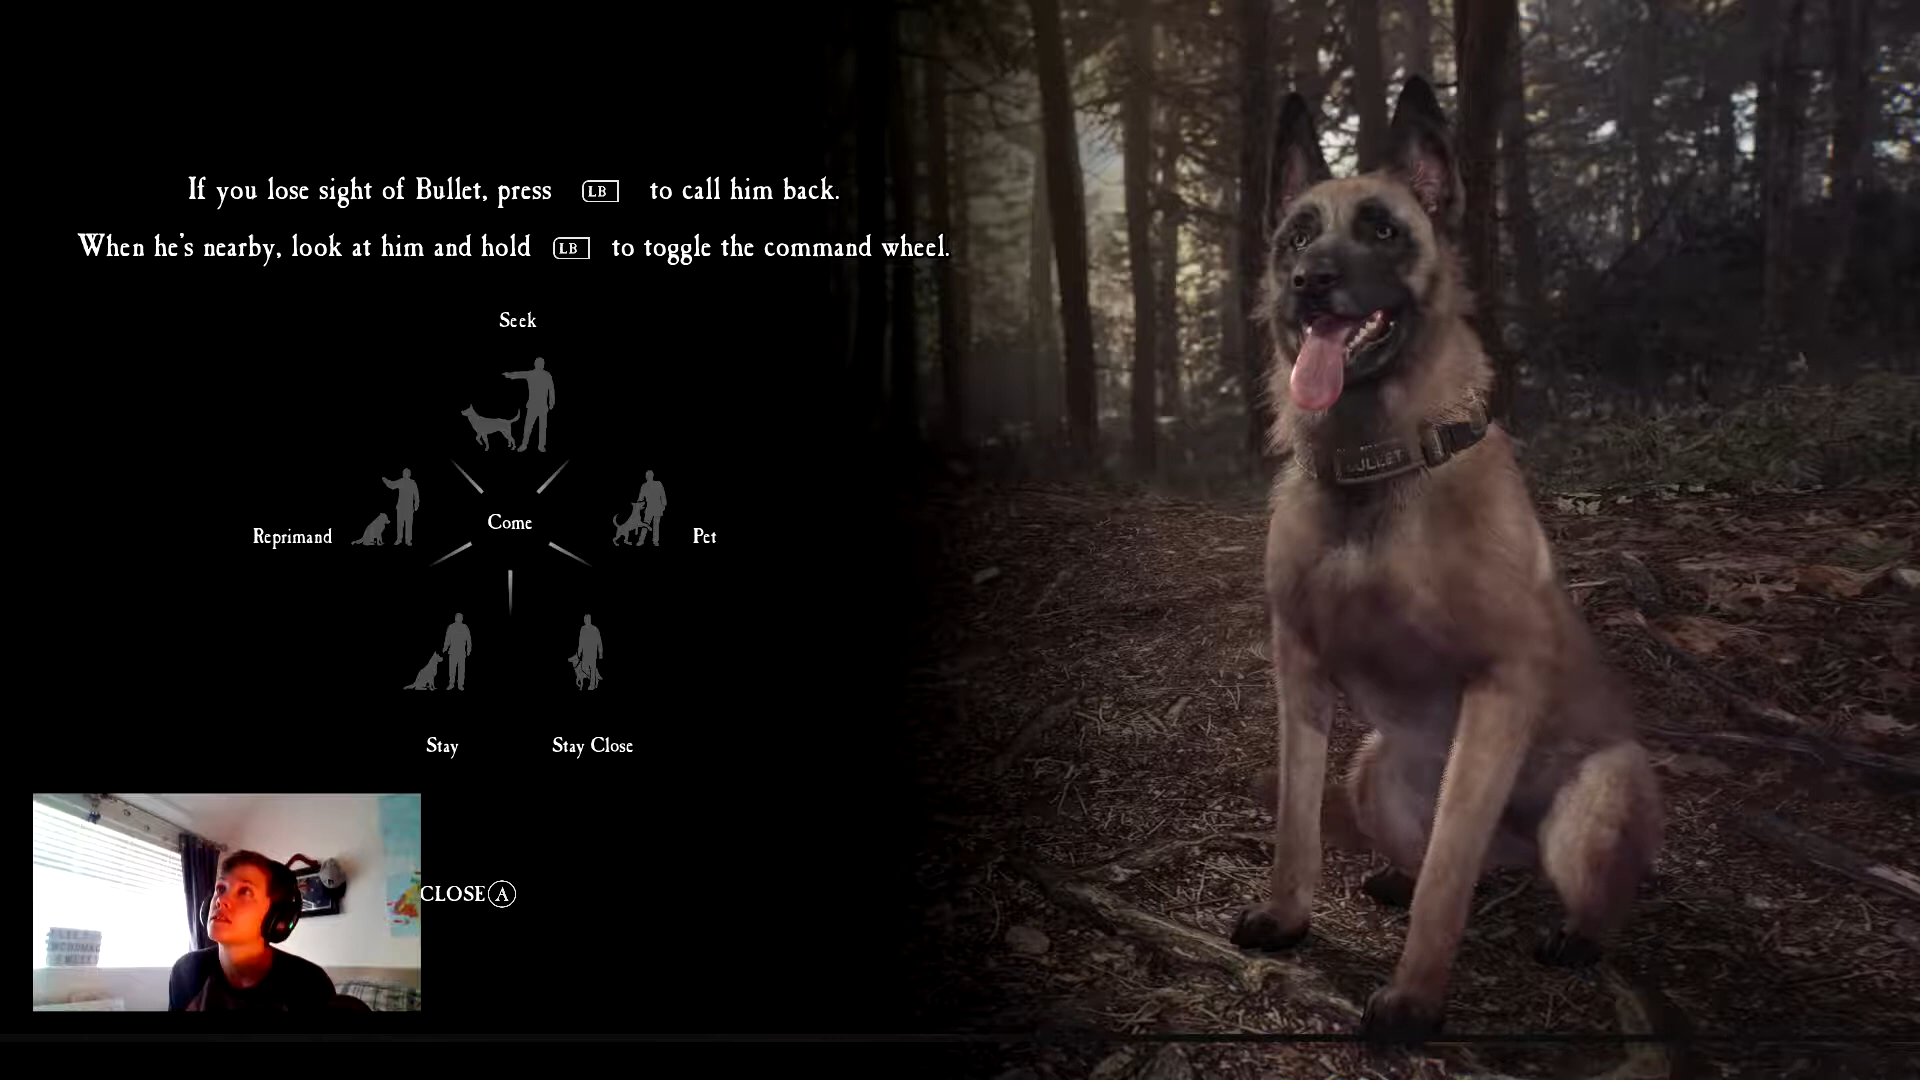 If you lose sight of Bullet, press LB to call him back.
When he's nearby, look at him and hold LB to toggle the command wheel.
Seek
Reprimand
Come
Pet
Stay
Stay Close
CLOSE A
BULLET